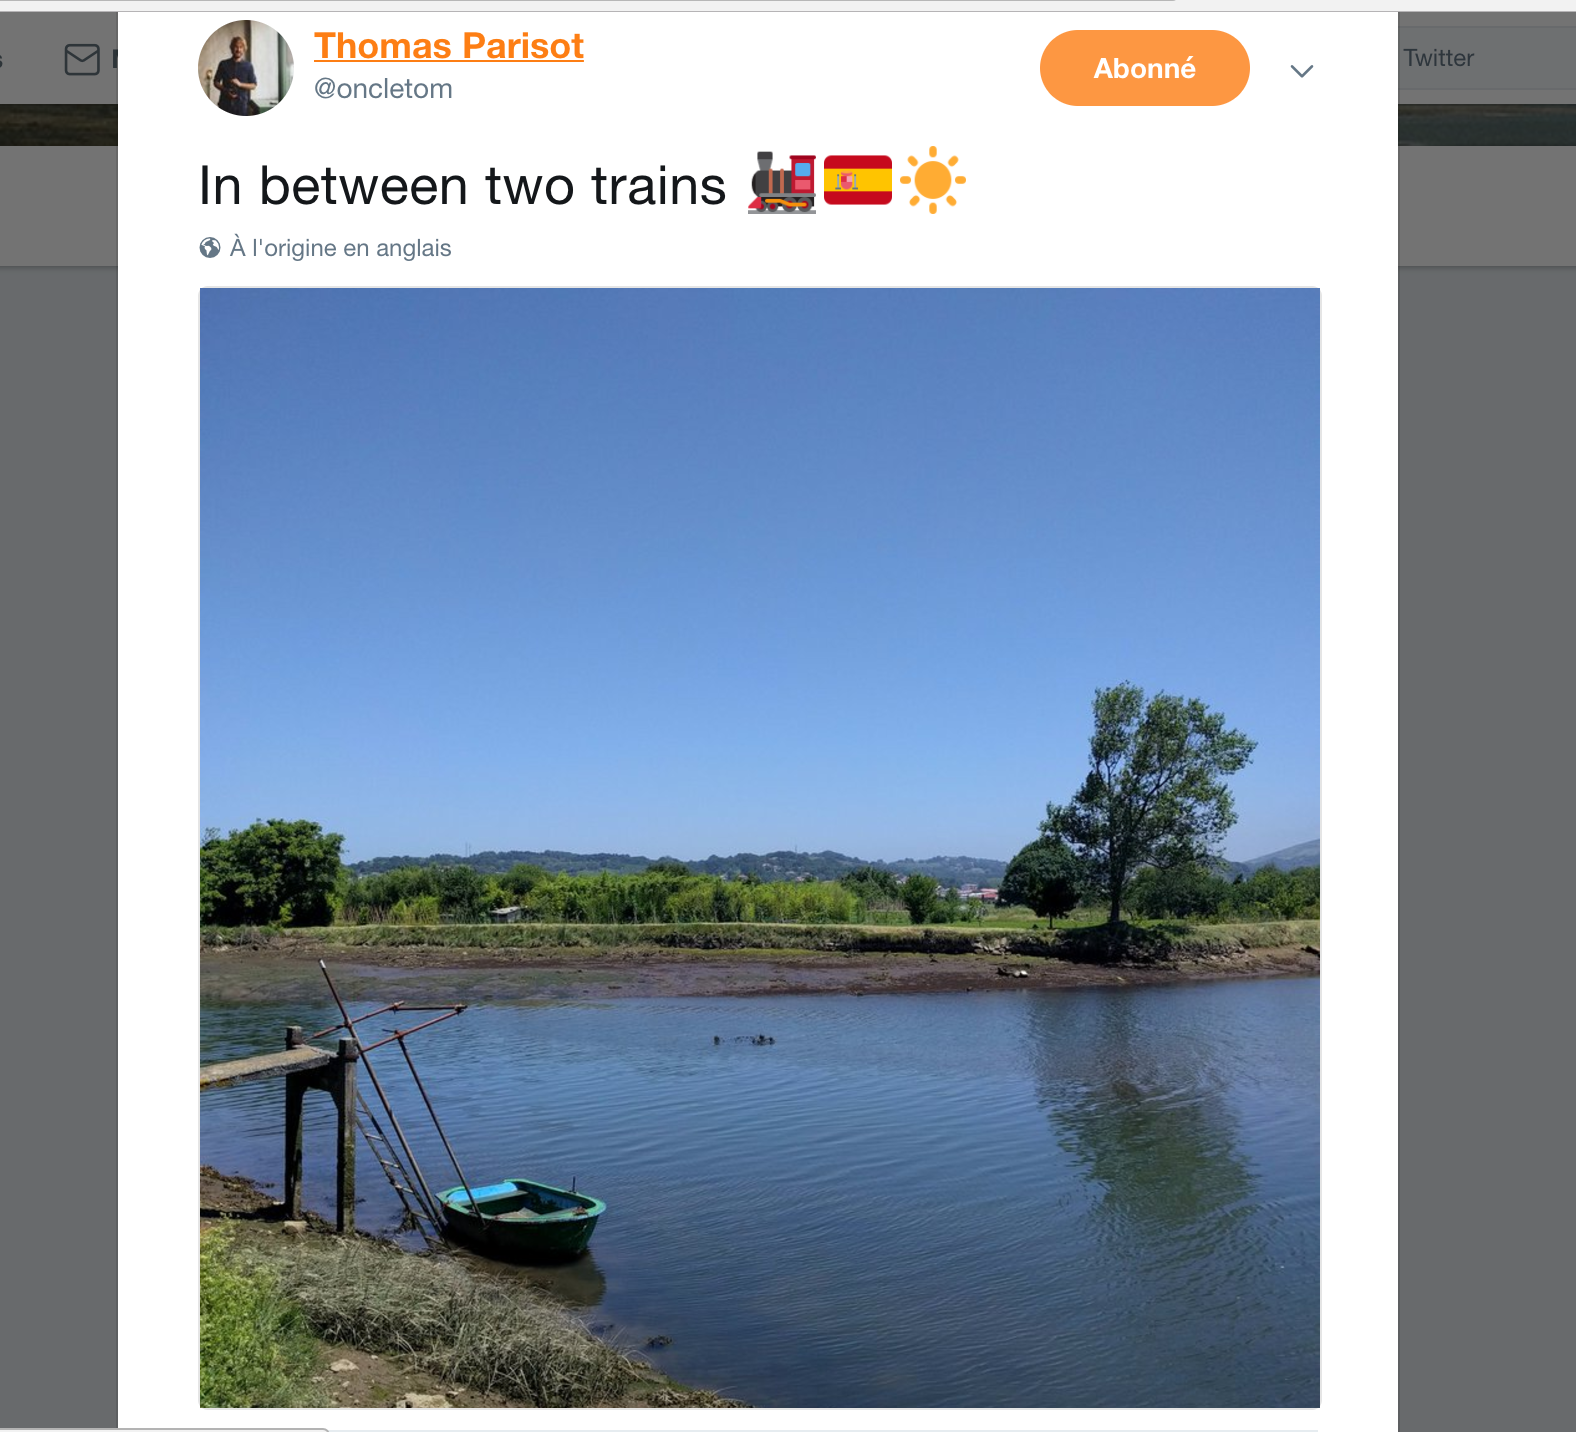 Thomas Parisot
@oncletom
Abonné
Twitter
In between two trains 🚂🇪🇸☀️
À l'origine en anglais